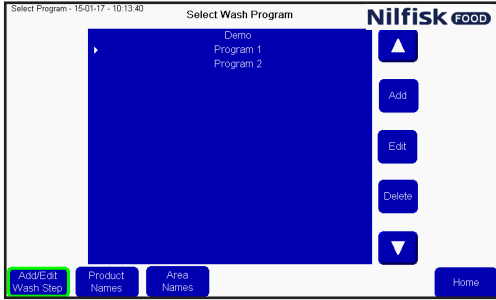 Select Program - 15-01-17 - 10:13:40
Select Wash Program
Nilfisk FOOD
Demo
Program 1
Program 2
Add
Edit
Delete
Add/Edit
Wash Step
Product
Names
Area
Names
Home